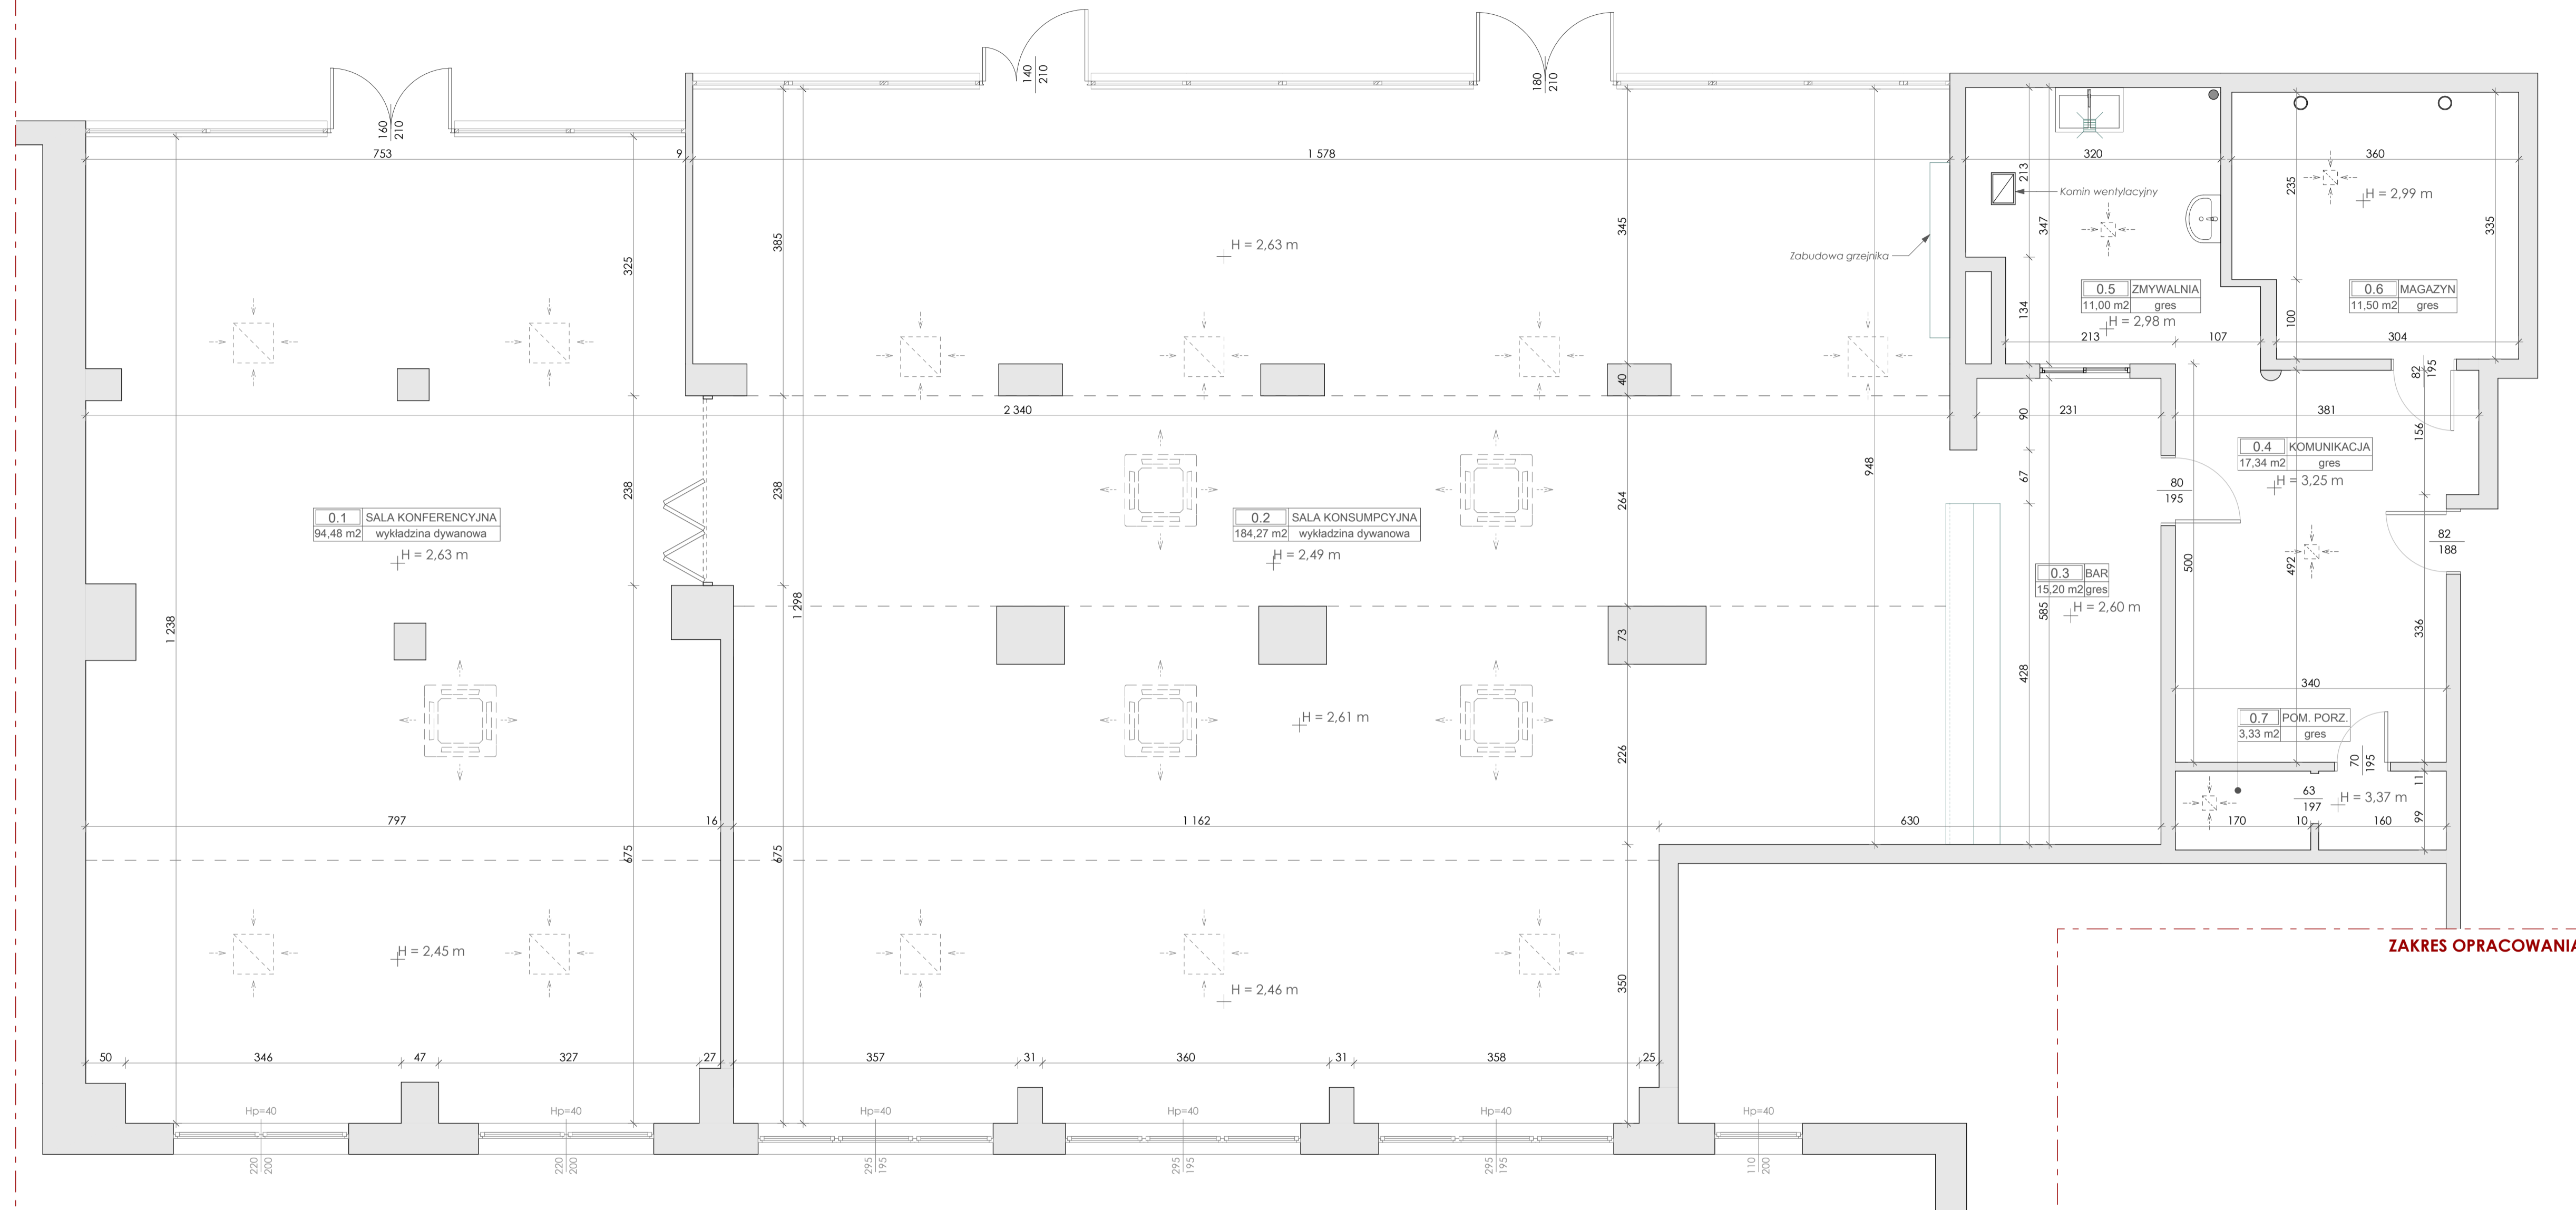 140
210
180
210
160
210
753
9
1 578
320
360
213
Komin wentylacyjny
235
H = 2,99 m
347
345
335
385
H = 2,63 m
Zabudowa grzejnika
325
0.5 ZMYWALNIA
11,00 m2 gres
H = 2,98 m
0.6 MAGAZYN
11,50 m2 gres
134
100
213
107
304
82
195
40
2 340
90
231
381
156
0.4 KOMUNIKACJA
17,34 m2 gres
H = 3,25 m
948
67
80
195
238
238
264
0.1 SALA KONFERENCYJNA
94,48 m2 wykładzina dywanowa
H = 2,63 m
0.2 SALA KONSUMPCYJNA
184,27 m2 wykładzina dywanowa
H = 2,49 m
82
188
500
492
0.3 BAR
15,20 m2 gres
H = 2,60 m
585
1 238
1 298
73
336
428
340
0.7 POM. PORZ.
3,33 m2 gres
H = 2,61 m
226
70
195
11
63
197
H = 3,37 m
797
16
1 162
630
170
10
160
99
675
675
H = 2,45 m
ZAKRES OPRACOWANIA
H = 2,46 m
350
50
346
47
327
27
357
31
360
31
358
25
Hp=40
Hp=40
Hp=40
Hp=40
Hp=40
Hp=40
220
200
220
200
295
195
295
195
295
195
110
200